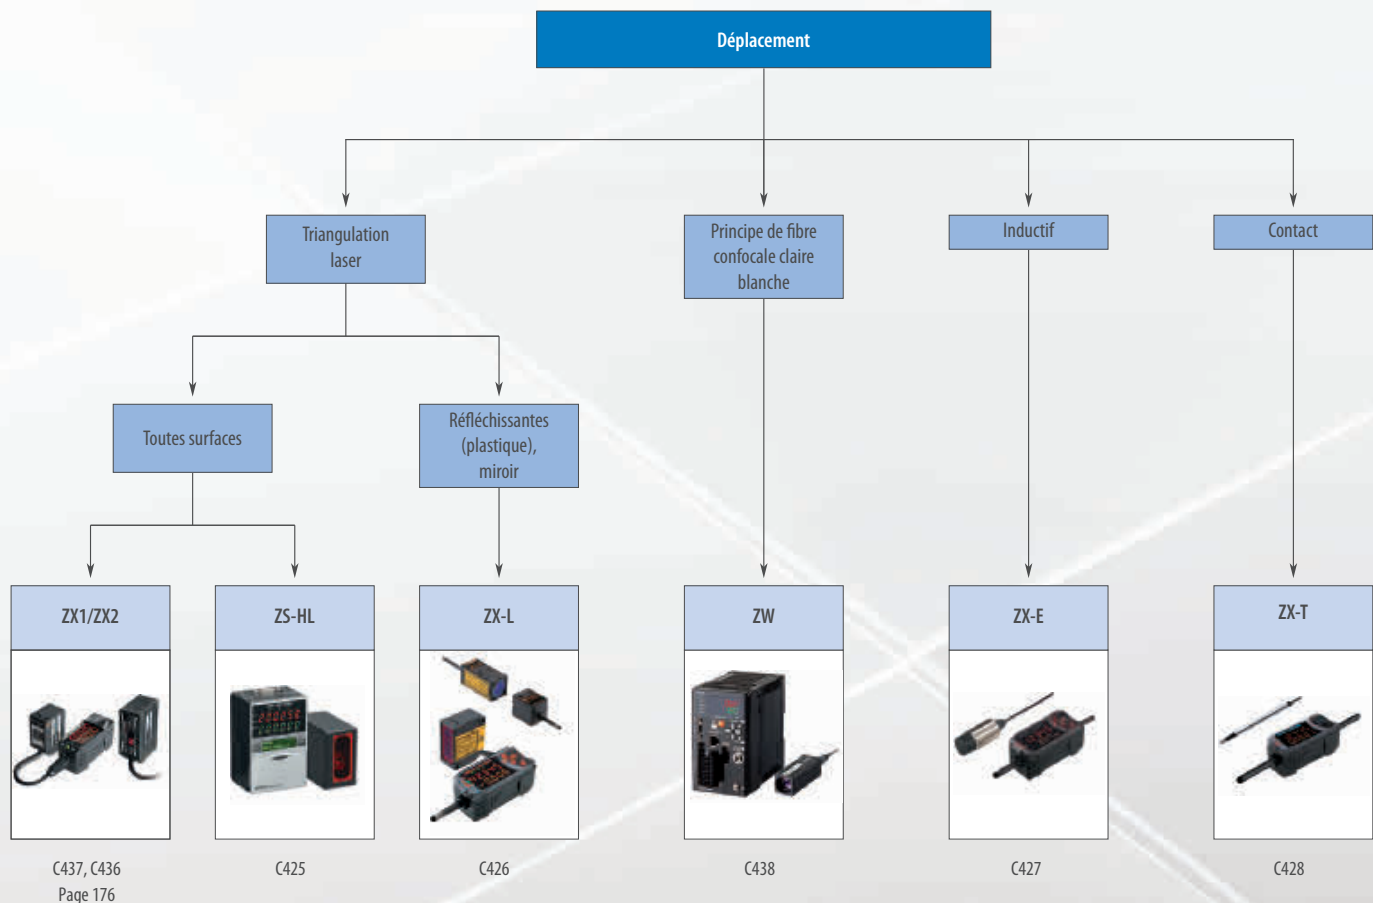 Déplacement
Triangulation
laser
Principe de fibre
confocale claire
blanche
Inductif
Contact
Toutes surfaces
Réfléchissantes
(plastique),
miroir
ZX1/ZX2
ZS-HL
ZX-L
ZW
ZX-E
ZX-T
C437, C436
Page 176
C425
C426
C438
C427
C428